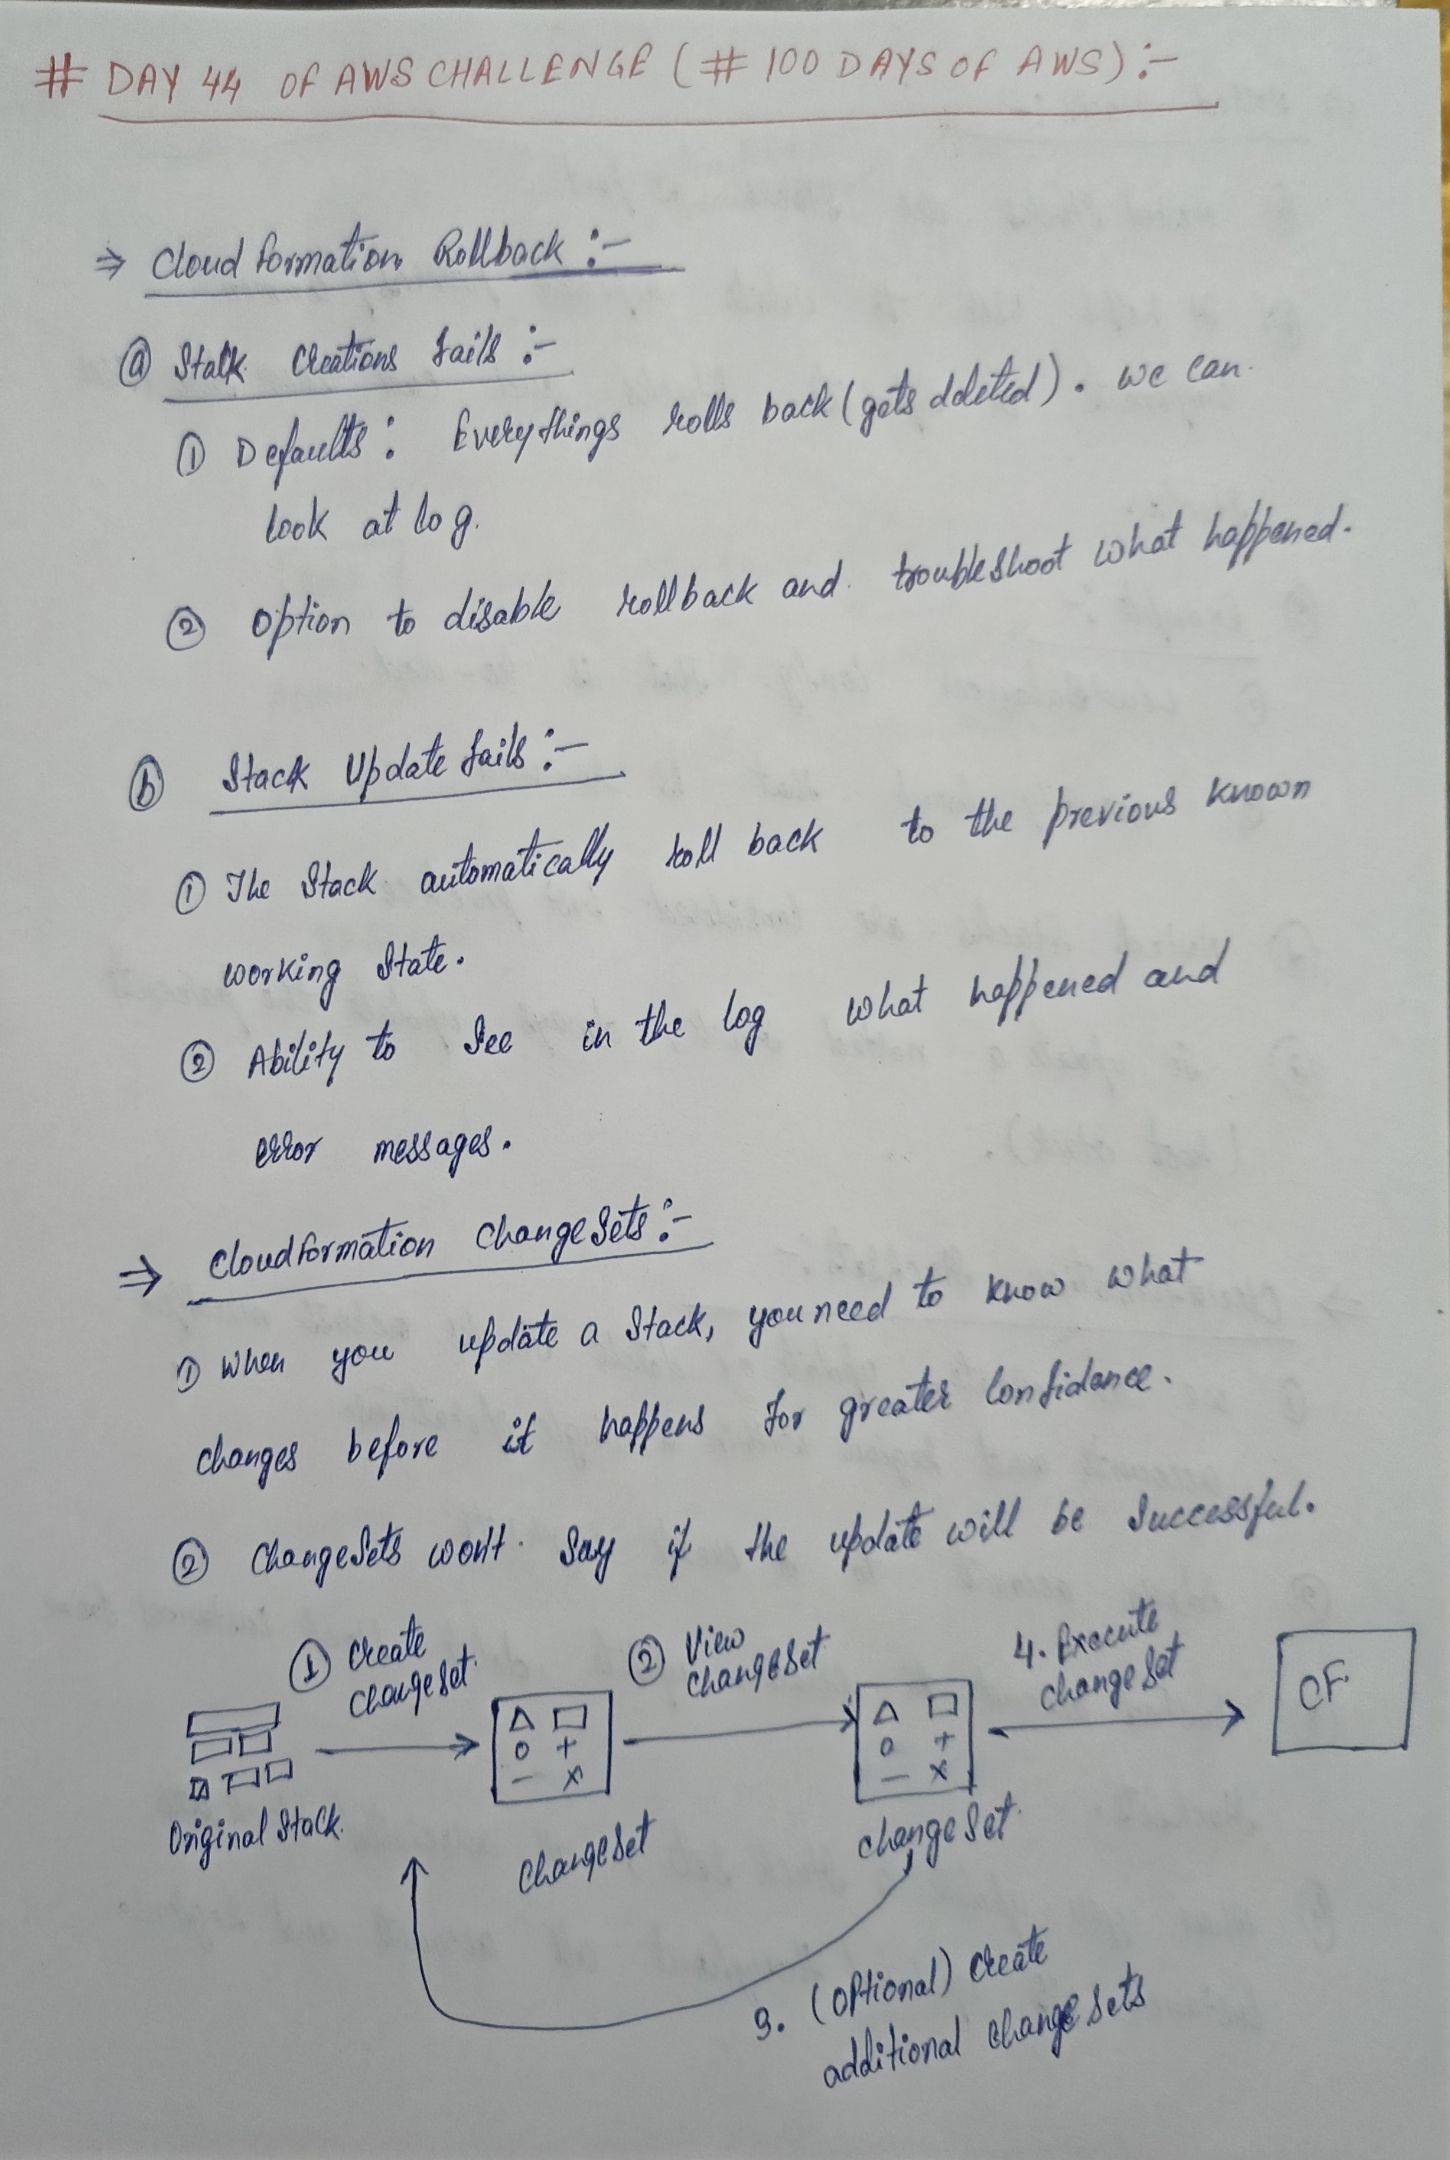 # DAY 44 OF AWS CHALLENGE (# 100 DAYS OF AWS) :-
⇒ Cloud formation Rollback :-
ⓐ Stack Creations fails :-
① Defaults : Everythings rolls back (gets deleted). we can
look at log.
② Option to disable rollback and troubleshoot what happened.
ⓑ Stack Update fails :-
① The Stack automatically roll back to the previous known
working State.
② Ability to See in the log what happened and
error messages.
⇒ Cloudformation ChangeSets :-
① When you update a Stack, you need to know what
changes before it happens for greater Confidance.
② ChangeSets won't Say if the update will be Successful.
① Create
ChangeSet
② View
ChangeSet
4. Execute
change Set
CF
Original Stack
ChangeSet
change Set
3. (Optional) Create
additional change Sets